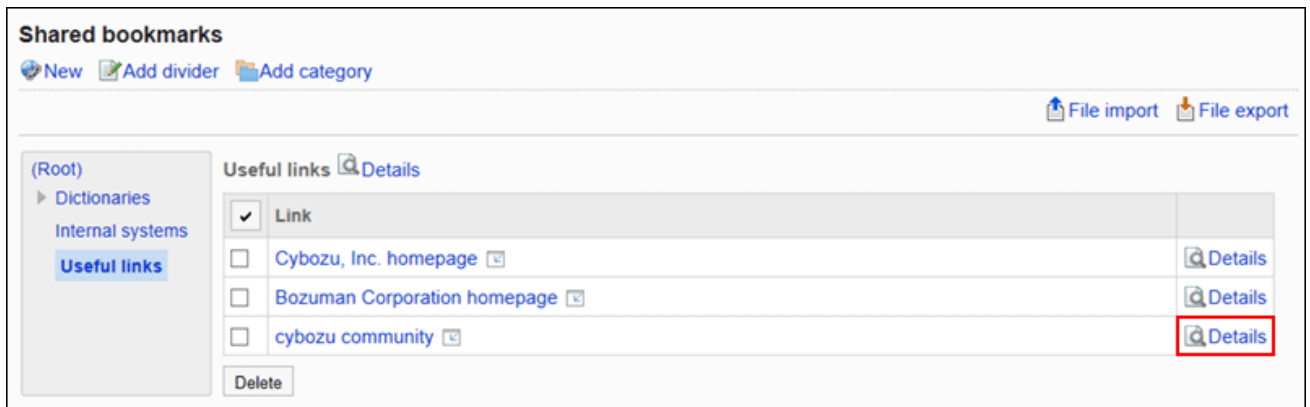 Shared bookmarks
New Add divider Add category
File import File export
(Root)
Dictionaries
Internal systems
Useful links
Useful links Details
Link
Cybozu, Inc. homepage Details
Bozuman Corporation homepage Details
cybozu community Details
Delete